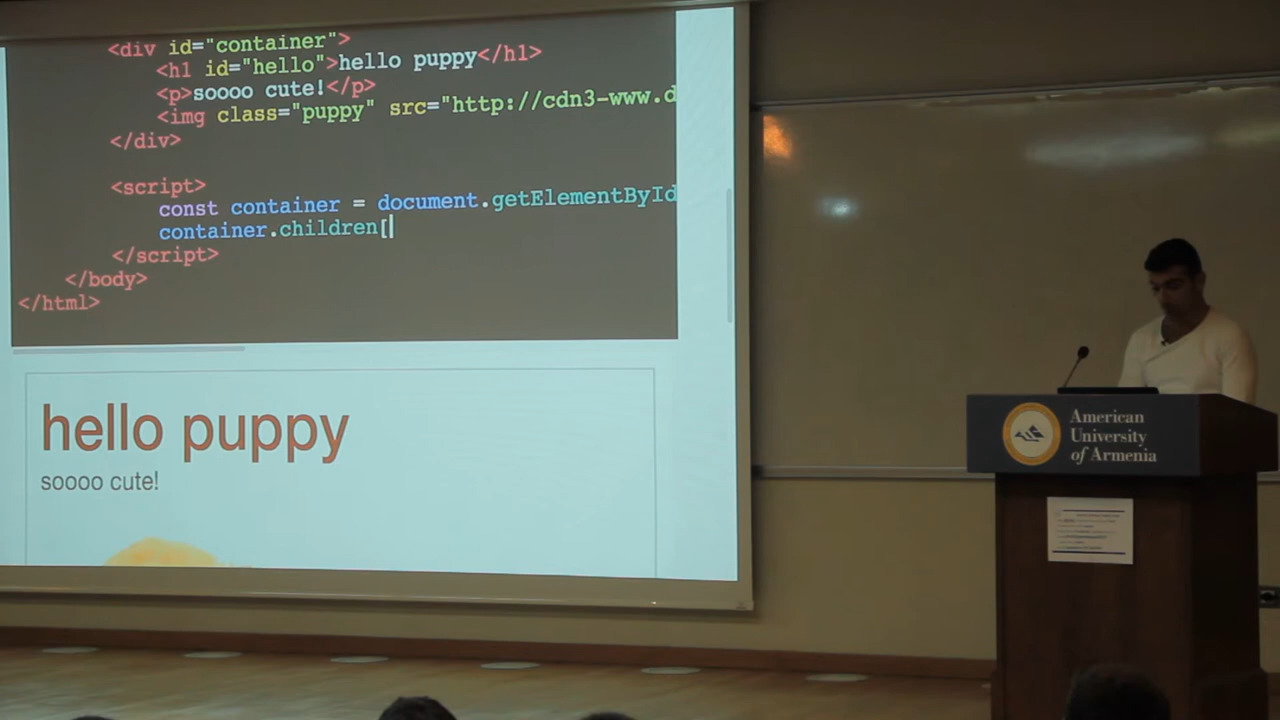 <div id="container">
<h1 id="hello">hello puppy</h1>
<p>soooo cute!</p>
<img class="puppy" src="http://cdn3-www.d
</div>
<script>
const container = document.getElementById
container.children[
</script>
</body>
</html>
hello puppy
soooo cute!
American
University
of Armenia